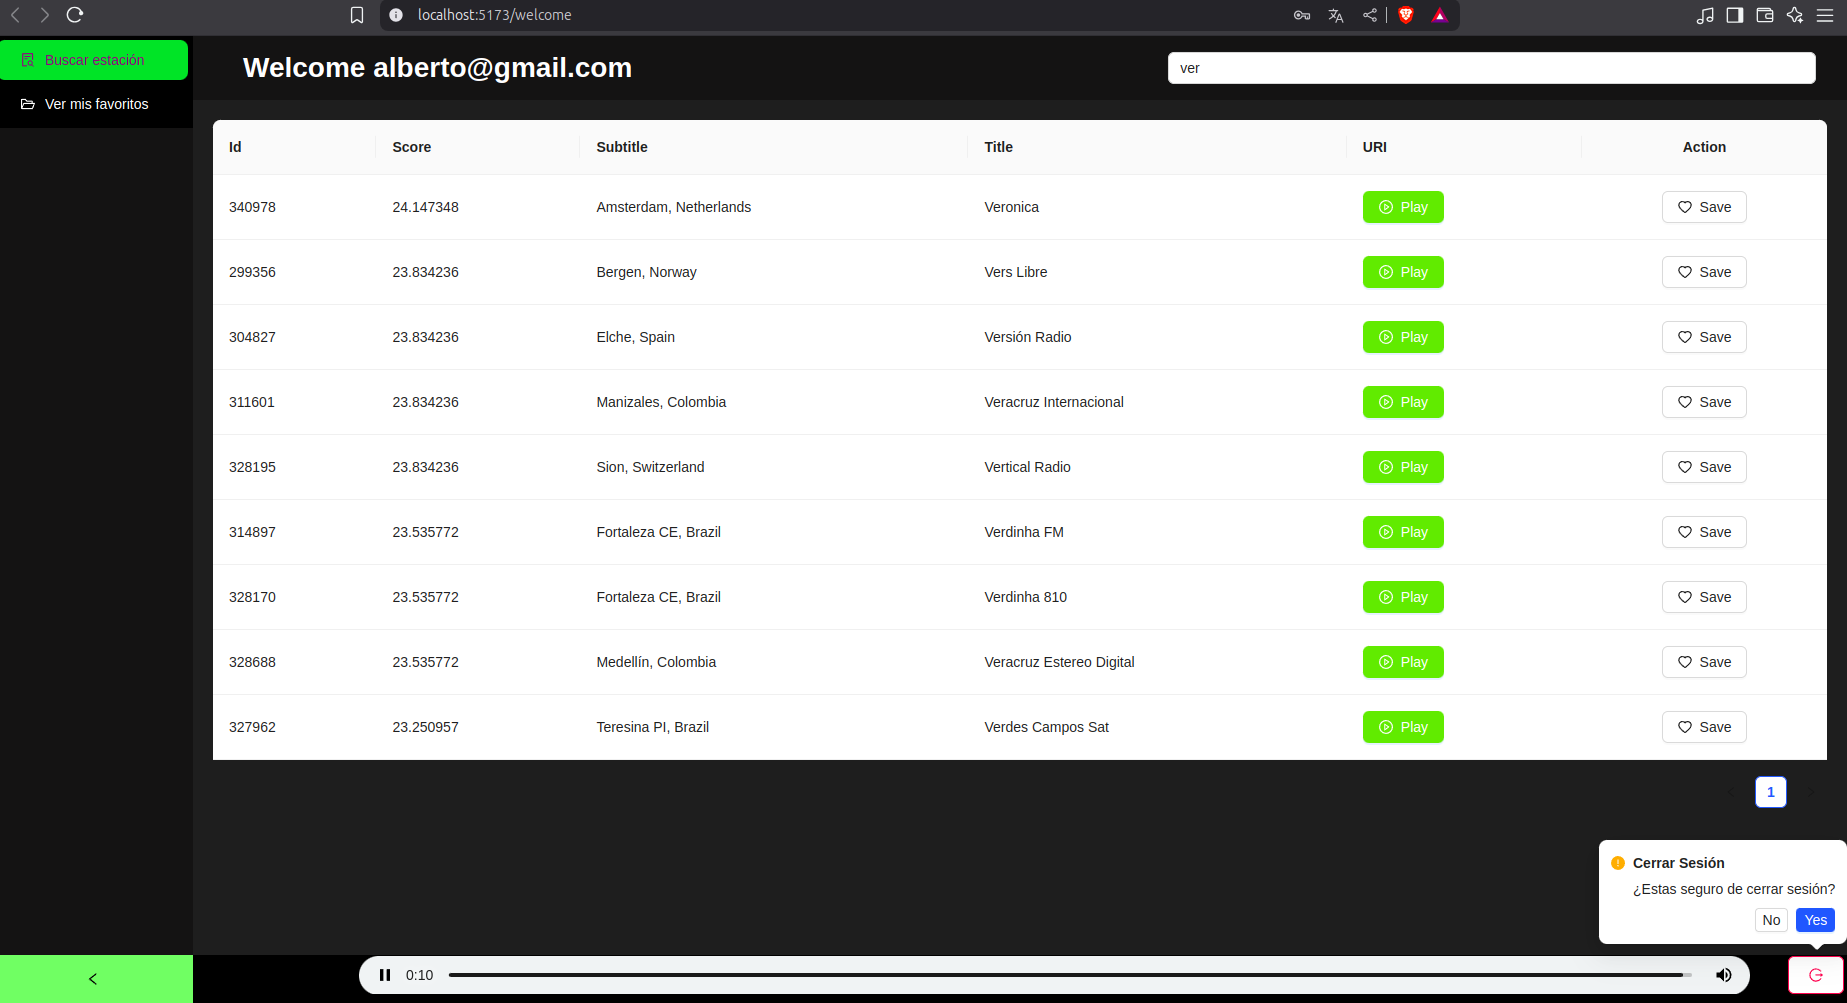 localhost:5173/welcome
Buscar estación
Ver mis favoritos
Welcome alberto@gmail.com
ver
Id Score Subtitle Title URI Action
340978 24.147348 Amsterdam, Netherlands Veronica Play Save
299356 23.834236 Bergen, Norway Vers Libre Play Save
304827 23.834236 Elche, Spain Versión Radio Play Save
311601 23.834236 Manizales, Colombia Veracruz Internacional Play Save
328195 23.834236 Sion, Switzerland Vertical Radio Play Save
314897 23.535772 Fortaleza CE, Brazil Verdinha FM Play Save
328170 23.535772 Fortaleza CE, Brazil Verdinha 810 Play Save
328688 23.535772 Medellín, Colombia Veracruz Estereo Digital Play Save
327962 23.250957 Teresina PI, Brazil Verdes Campos Sat Play Save
1
Cerrar Sesión
¿Estas seguro de cerrar sesión?
No Yes
0:10